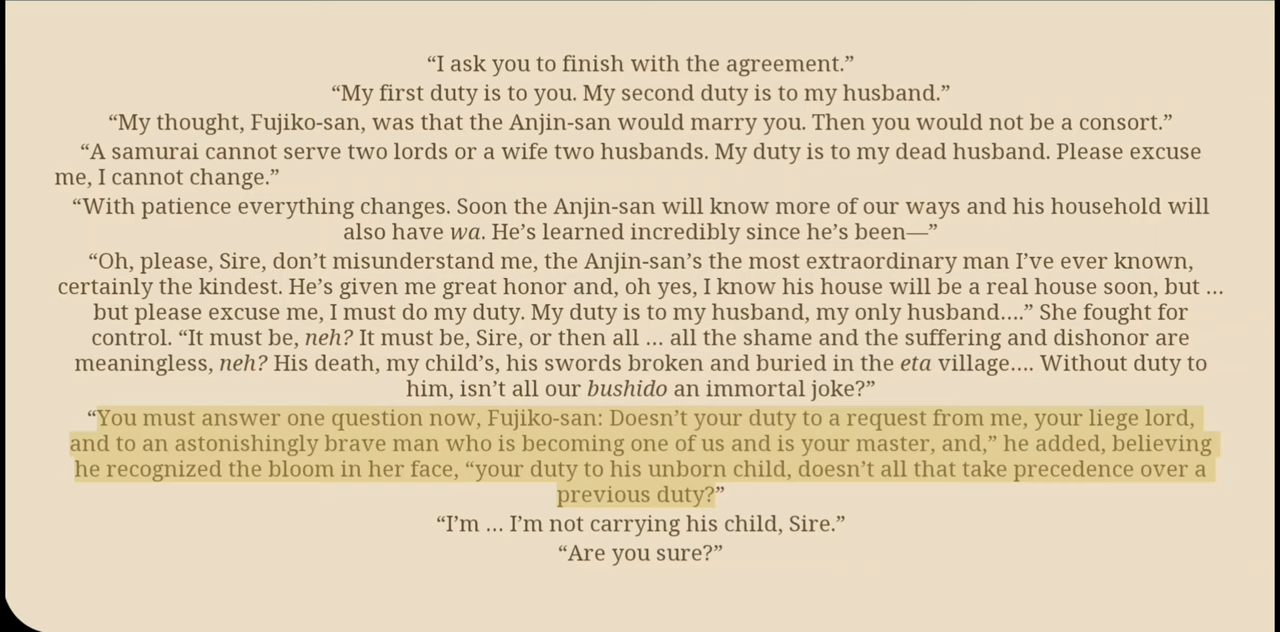 “I ask you to finish with the agreement.”
“My first duty is to you. My second duty is to my husband.”
“My thought, Fujiko-san, was that the Anjin-san would marry you. Then you would not be a consort.”
“A samurai cannot serve two lords or a wife two husbands. My duty is to my dead husband. Please excuse
me, I cannot change.”
“With patience everything changes. Soon the Anjin-san will know more of our ways and his household will
also have wa. He’s learned incredibly since he’s been—”
“Oh, please, Sire, don’t misunderstand me, the Anjin-san’s the most extraordinary man I’ve ever known,
certainly the kindest. He’s given me great honor and, oh yes, I know his house will be a real house soon, but ...
but please excuse me, I must do my duty. My duty is to my husband, my only husband....” She fought for
control. “It must be, neh? It must be, Sire, or then all ... all the shame and the suffering and dishonor are
meaningless, neh? His death, my child’s, his swords broken and buried in the eta village.... Without duty to
him, isn’t all our bushido an immortal joke?”
“You must answer one question now, Fujiko-san: Doesn’t your duty to a request from me, your liege lord,
and to an astonishingly brave man who is becoming one of us and is your master, and,” he added, believing
he recognized the bloom in her face, “your duty to his unborn child, doesn’t all that take precedence over a
previous duty?”
“I’m ... I’m not carrying his child, Sire.”
“Are you sure?”